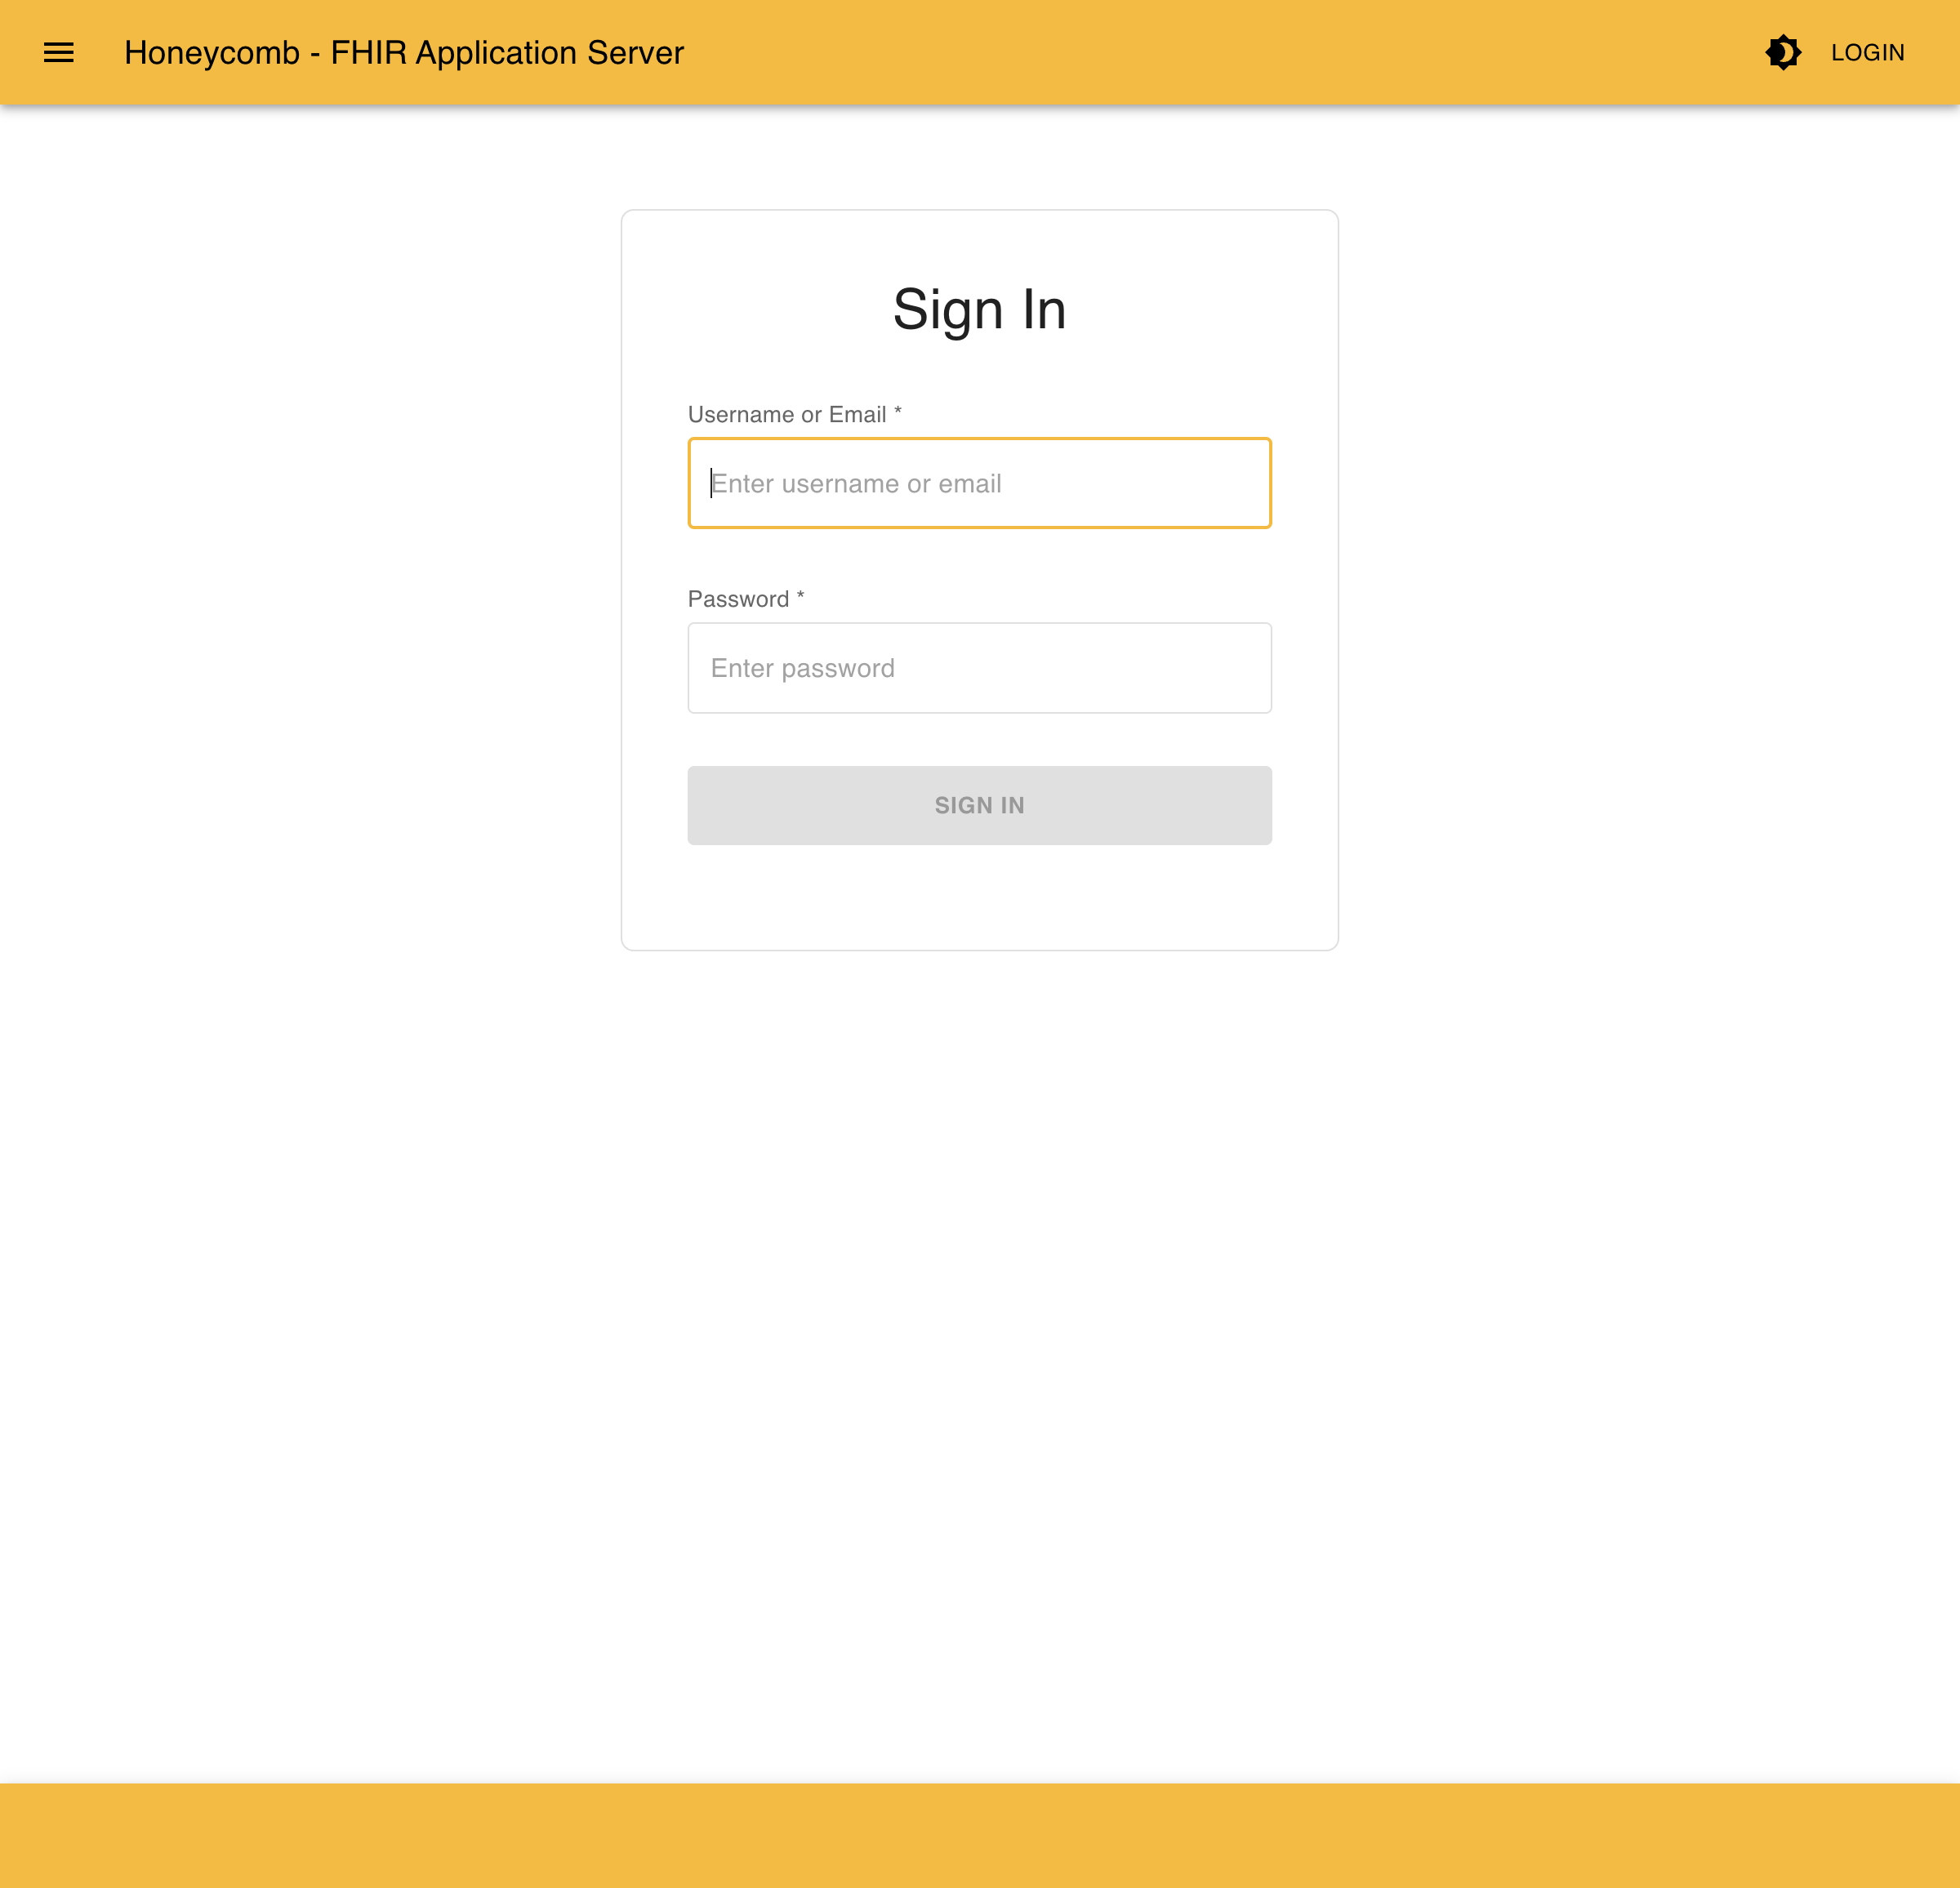 Honeycomb - FHIR Application Server
LOGIN
Sign In
Username or Email *
Enter username or email
Password *
Enter password
SIGN IN